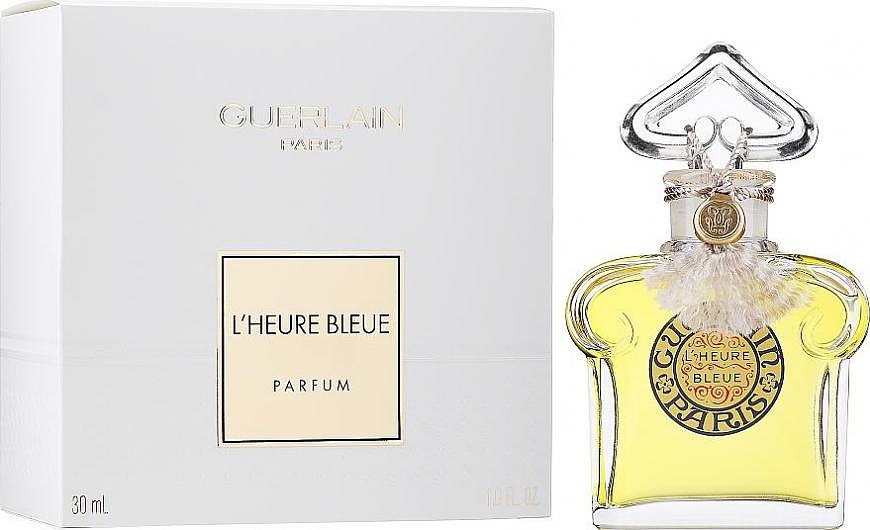 GUERLAIN
PARIS
L'HEURE BLEUE
PARFUM
30 mL
1.0 FL. OZ.
GUERLAIN
L'HEURE
BLEUE
PARIS